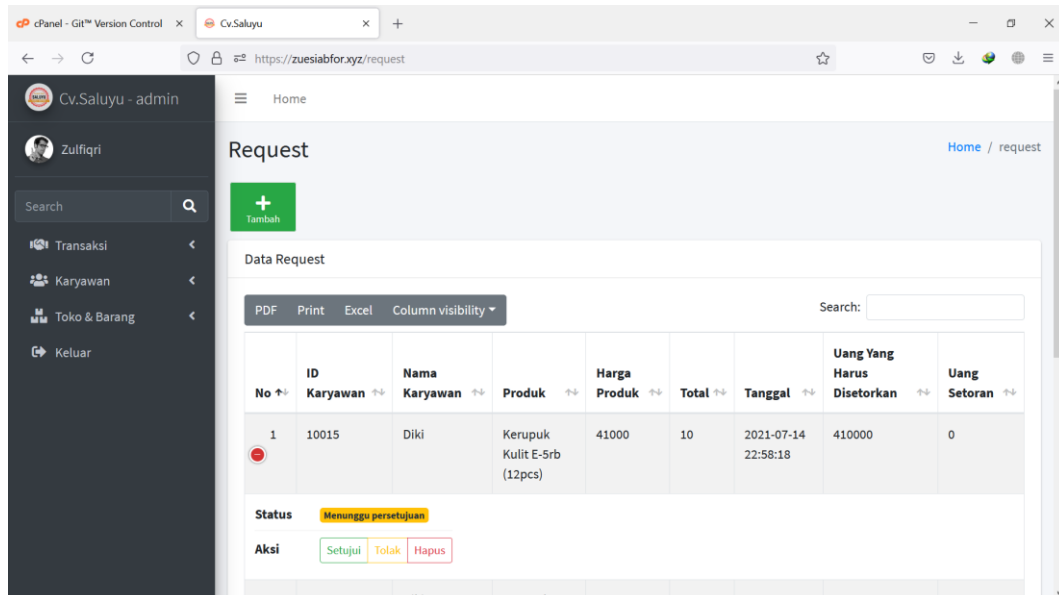 cPanel - Git™ Version Control
Cv.Saluyu
https://zuesiabfor.xyz/request
Cv.Saluyu - admin
Home
Zulfiqri
Request
Home / request
Search
Tambah
Transaksi
Karyawan
Toko & Barang
Keluar
Data Request
PDF Print Excel Column visibility
Search:
No
ID Karyawan
Nama Karyawan
Produk
Harga Produk
Total
Tanggal
Uang Yang Harus Disetorkan
Uang Setoran
1
10015
Diki
Kerupuk Kulit E-5rb (12pcs)
41000
10
2021-07-14 22:58:18
410000
0
Status Menunggu persetujuan
Aksi Setujui Tolak Hapus